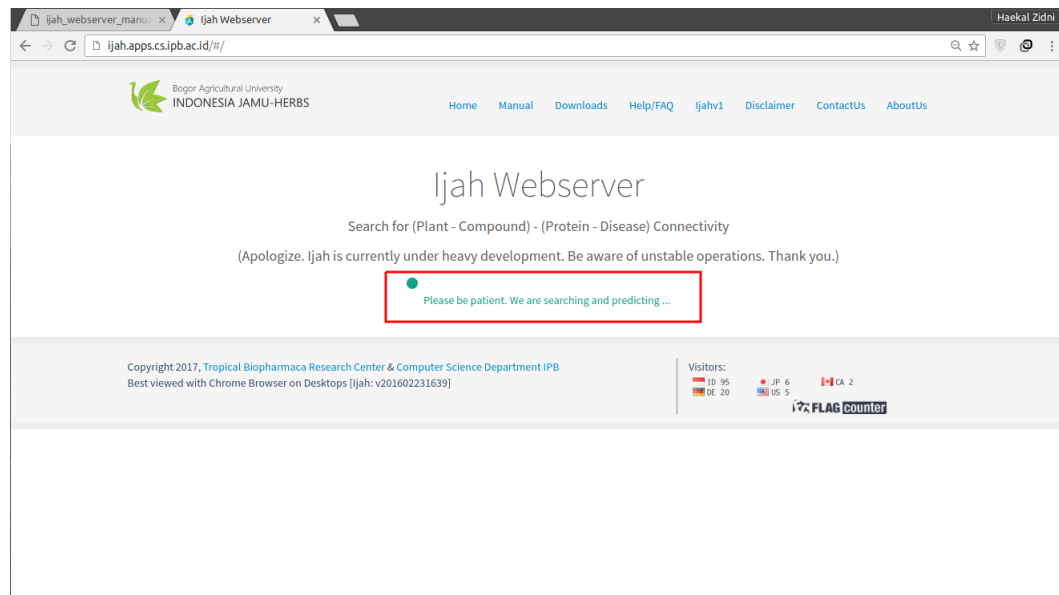 ijah_webserver_manu
Ijah Webserver
Haekal Zidni
ijah.apps.cs.ipb.ac.id/#/
Bogor Agricultural University
INDONESIA JAMU-HERBS
Home Manual Downloads Help/FAQ Ijahv1 Disclaimer ContactUs AboutUs
Ijah Webserver
Search for (Plant - Compound) - (Protein - Disease) Connectivity
(Apologize. Ijah is currently under heavy development. Be aware of unstable operations. Thank you.)
Please be patient. We are searching and predicting ...
Copyright 2017, Tropical Biopharmaca Research Center & Computer Science Department IPB
Best viewed with Chrome Browser on Desktops [Ijah: v201602231639]
Visitors:
ID 95 JP 6 CA 2
DE 20 US 5
FLAG counter